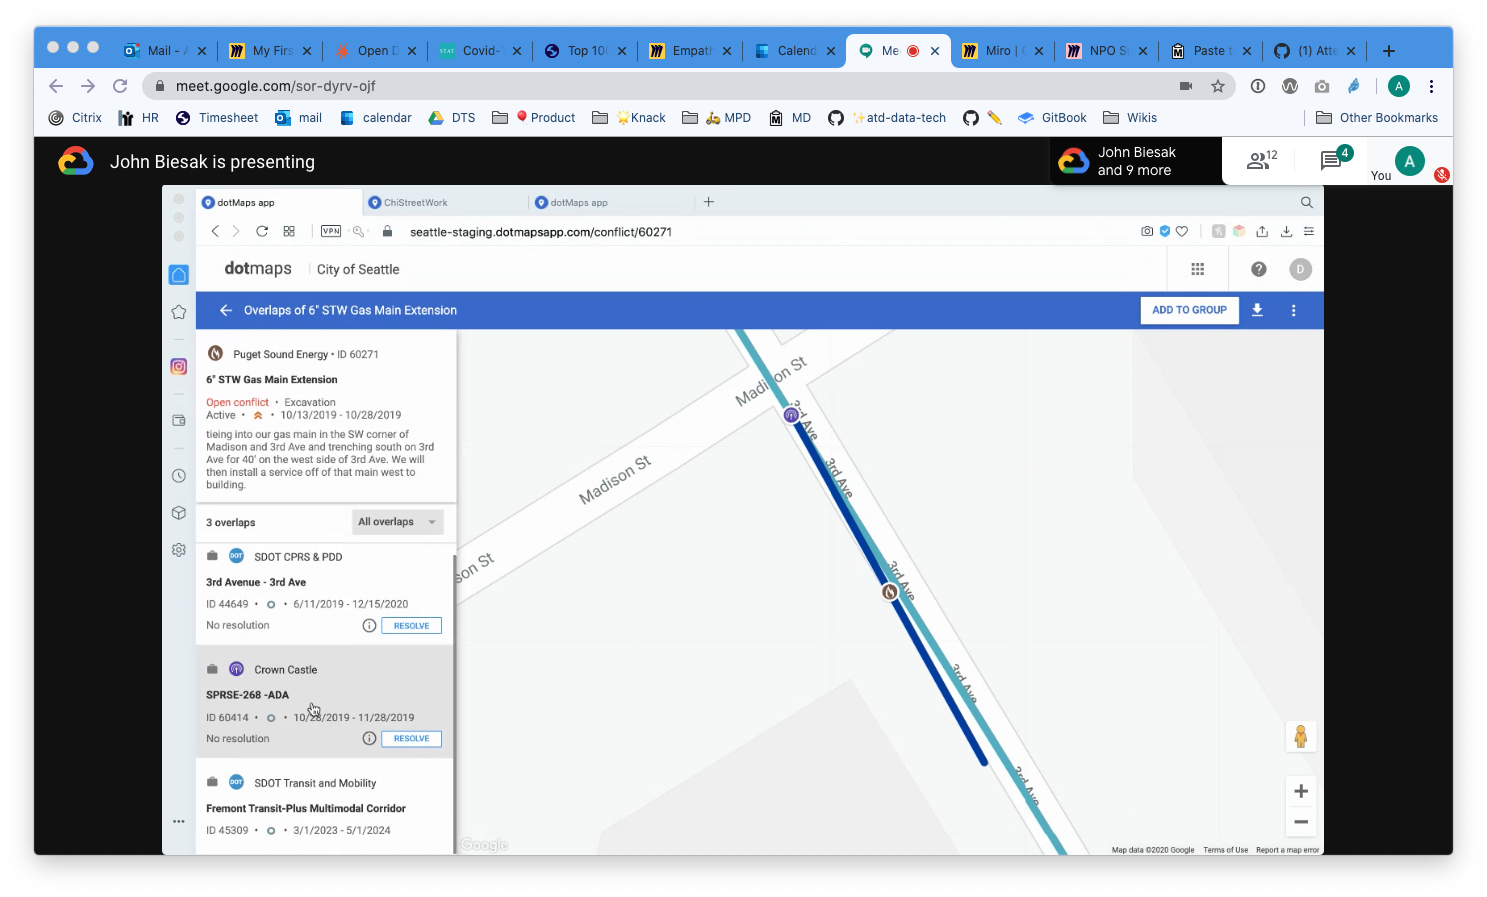 Mail - A
My Firs
Open D
Covid-
Top 10
Empath
Calend
Me
Miro |
NPO S
Paste t
(1) Atte
meet.google.com/sor-dyrv-ojf
A
Citrix
HR
Timesheet
mail
calendar
DTS
Product
Knack
MPD
MD
atd-data-tech
GitBook
Wikis
Other Bookmarks
John Biesak is presenting
John Biesak
and 9 more
12
4
You
A
dotMaps app
ChiStreetWork
dotMaps app
VPN
seattle-staging.dotmapsapp.com/conflict/60271
dotmaps
City of Seattle
D
Overlaps of 6" STW Gas Main Extension
ADD TO GROUP
Puget Sound Energy • ID 60271
6" STW Gas Main Extension
Open conflict • Excavation
Active • • 10/13/2019 - 10/28/2019
tieing into our gas main in the SW corner of
Madison and 3rd Ave and trenching south on 3rd
Ave for 40' on the west side of 3rd Ave. We will
then install a service off of that main west to
building.
3 overlaps
All overlaps
DOT
SDOT CPRS & PDD
3rd Avenue - 3rd Ave
ID 44649 • • 6/11/2019 - 12/15/2020
No resolution
RESOLVE
Crown Castle
SPRSE-268 -ADA
ID 60414 • • 10/28/2019 - 11/28/2019
No resolution
RESOLVE
DOT
SDOT Transit and Mobility
Fremont Transit-Plus Multimodal Corridor
ID 45309 • • 3/1/2023 - 5/1/2024
Madison St
Madison St
son St
3rd Ave
3rd Ave
3rd Ave
3rd Ave
3rd Ave
Google
Map data ©2020 Google
Terms of Use
Report a map error